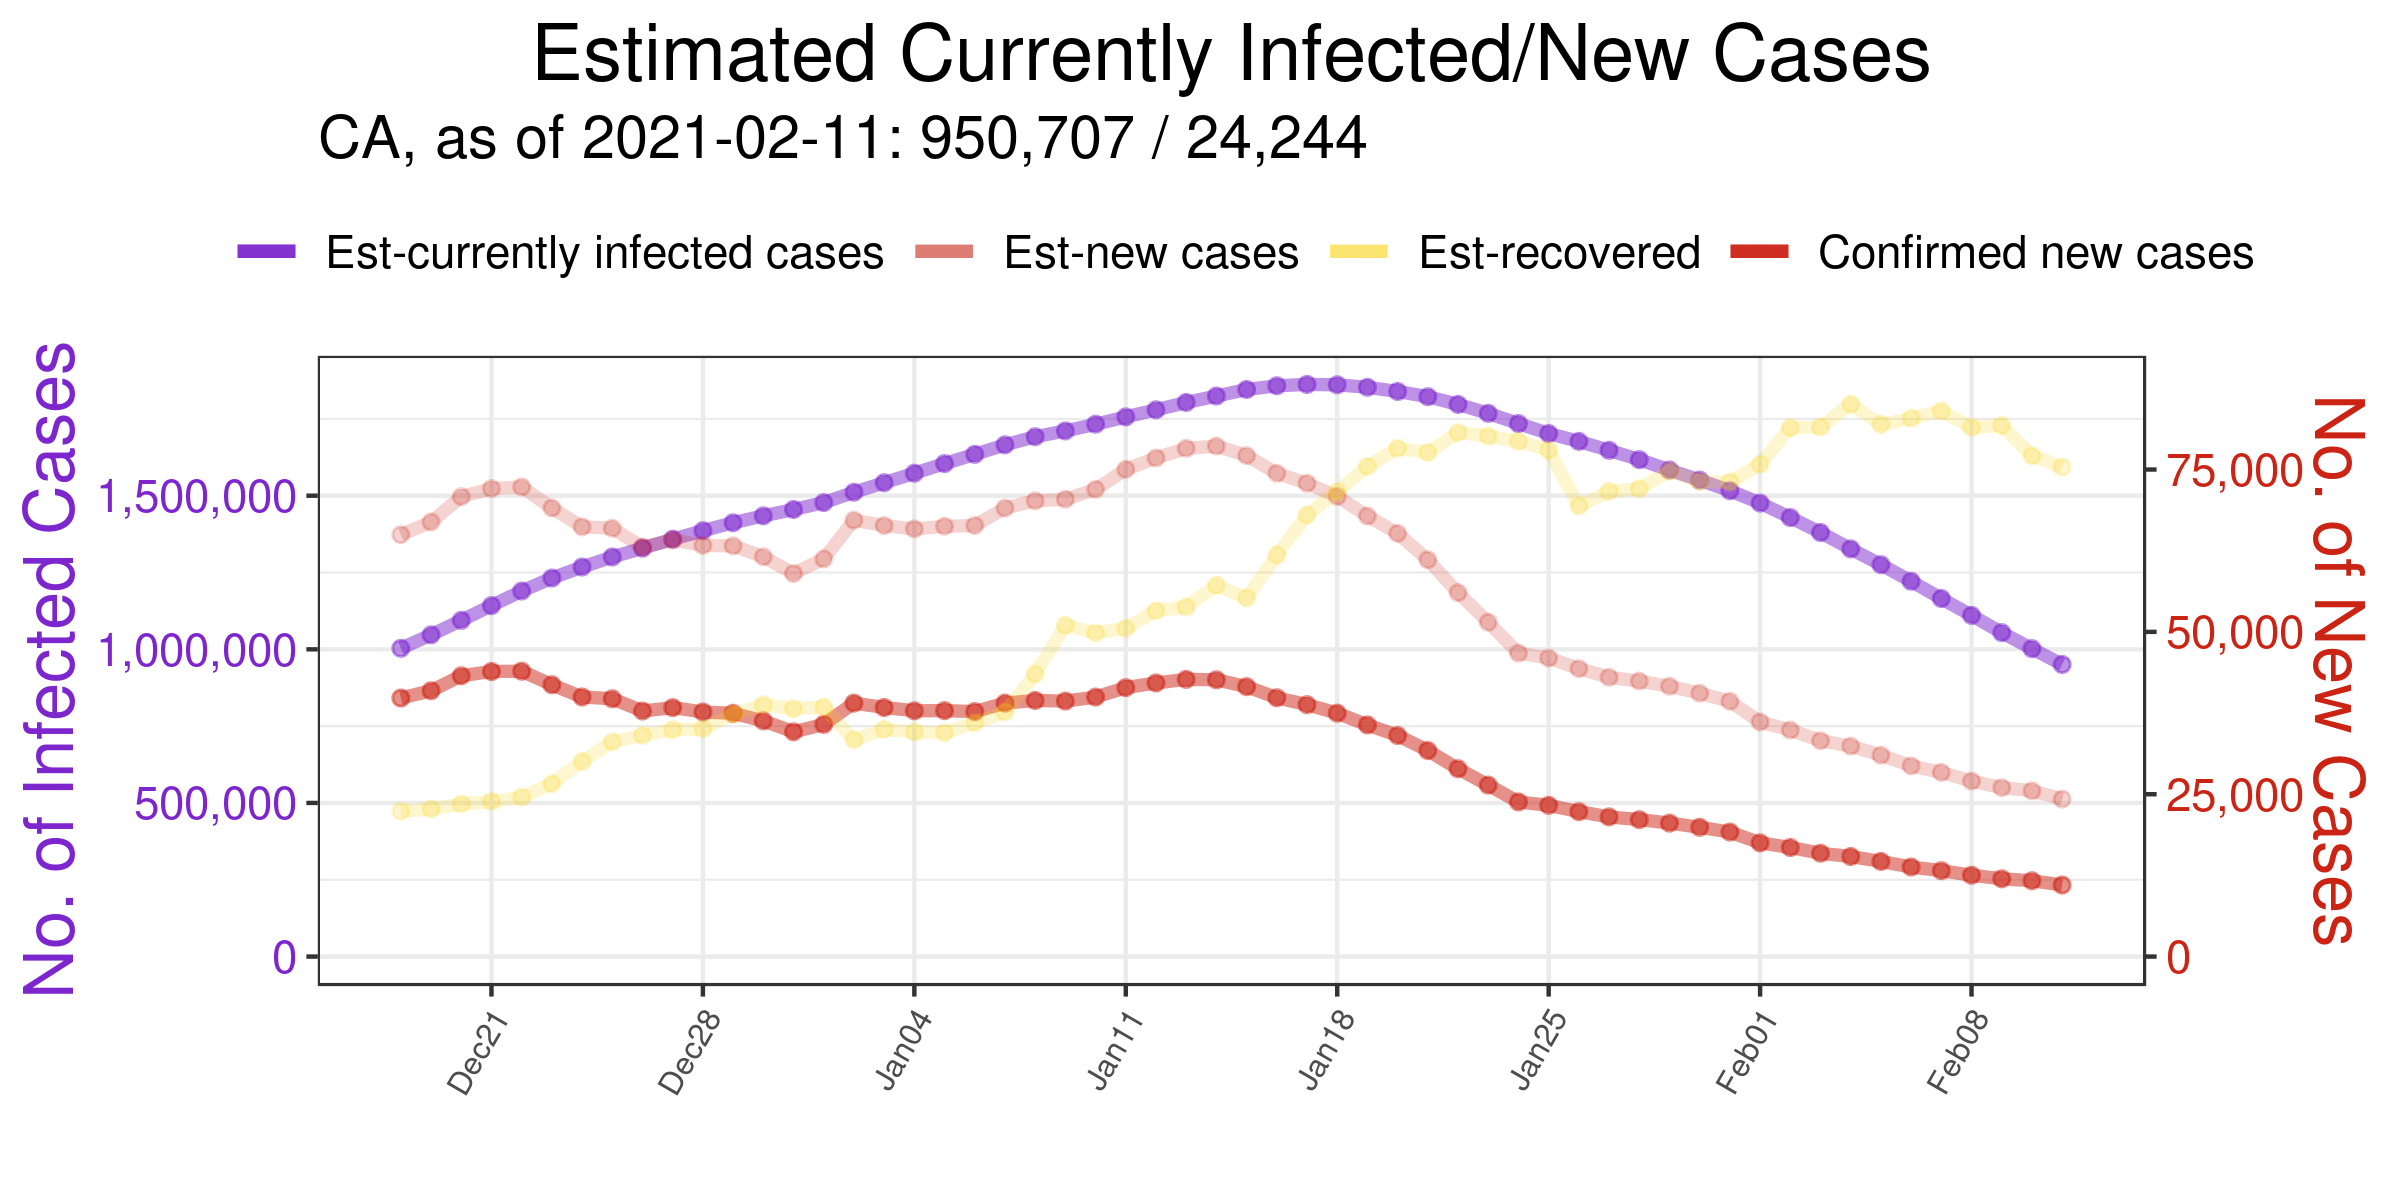 Estimated Currently Infected/New Cases
CA, as of 2021-02-11: 950,707 / 24,244
Est-currently infected cases Est-new cases Est-recovered Confirmed new cases
No. of Infected Cases
1,500,000
1,000,000
500,000
0
75,000
50,000
25,000
0
No. of New Cases
Dec21 Dec28 Jan04 Jan11 Jan18 Jan25 Feb01 Feb08